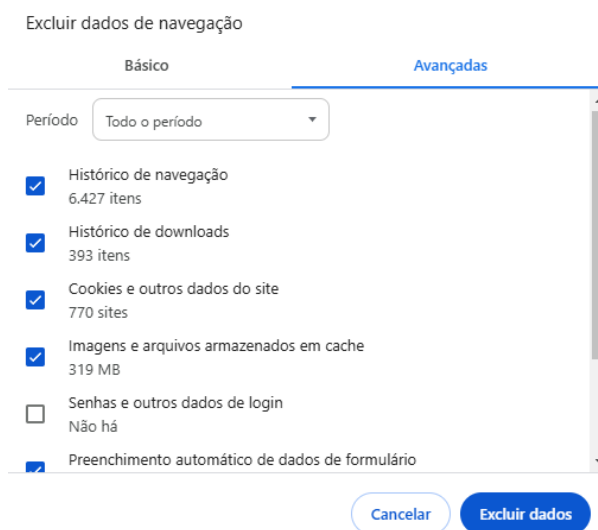 Excluir dados de navegação
Básico
Avançadas
Período
Todo o período
Histórico de navegação
6.427 itens
Histórico de downloads
393 itens
Cookies e outros dados do site
770 sites
Imagens e arquivos armazenados em cache
319 MB
Senhas e outros dados de login
Não há
Preenchimento automático de dados de formulário
Cancelar
Excluir dados